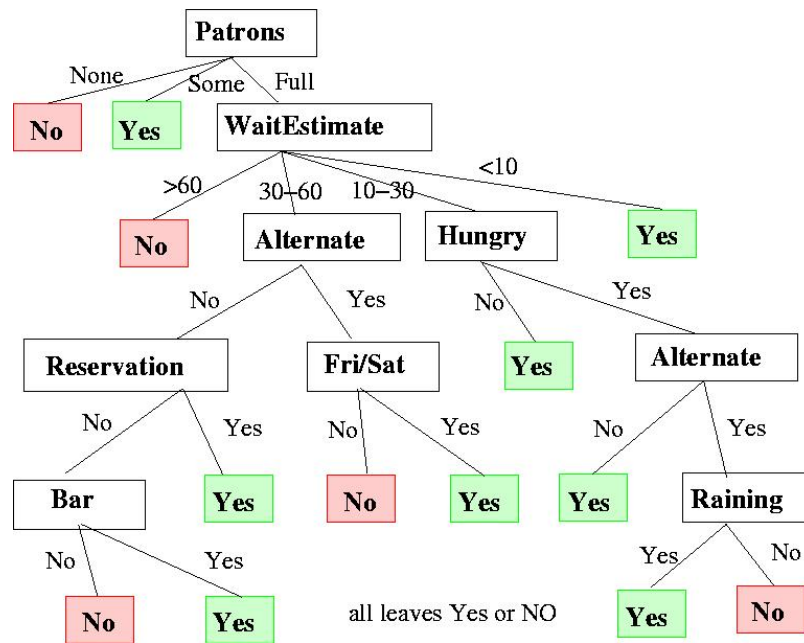 Patrons
None
Some
Full
No
Yes
WaitEstimate
>60
30–60
10–30
<10
No
Alternate
Hungry
Yes
No
Yes
No
Yes
Reservation
Fri/Sat
Yes
Alternate
No
Yes
No
Yes
No
Yes
Bar
Yes
No
Yes
Yes
Raining
No
Yes
Yes
No
No
Yes
all leaves Yes or NO
Yes
No